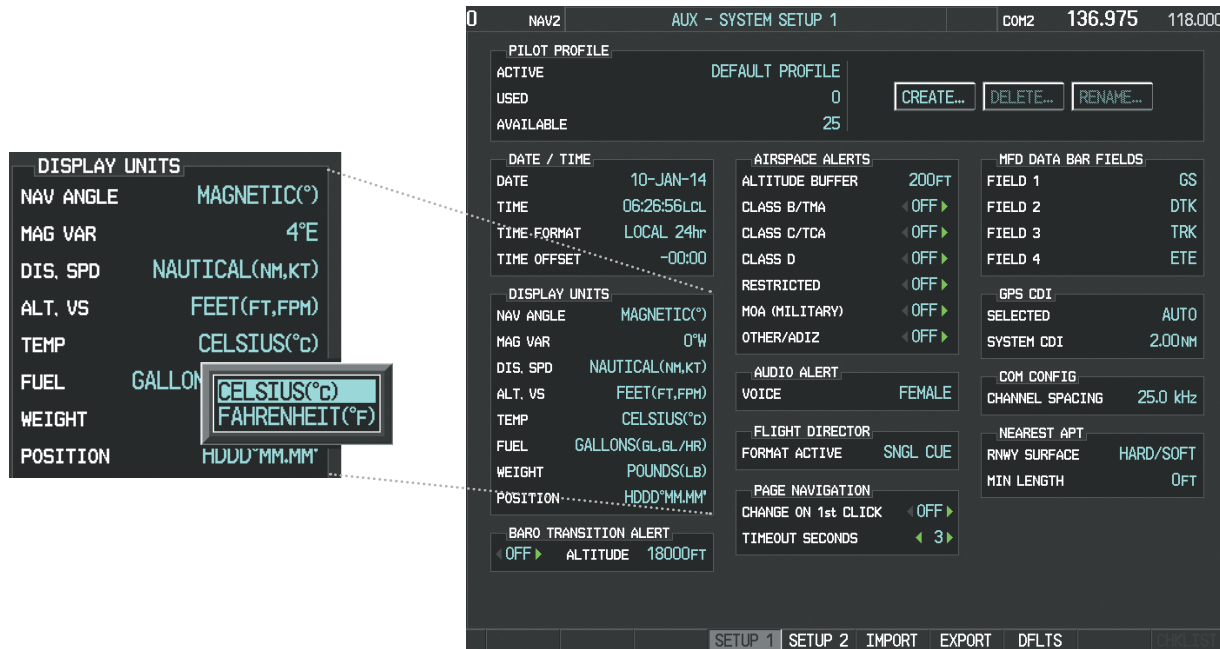 DISPLAY UNITS
NAV ANGLE MAGNETIC(°)
MAG VAR 4°E
DIS, SPD NAUTICAL(NM,KT)
ALT, VS FEET(FT,FPM)
TEMP CELSIUS(°C)
FUEL
CELSIUS(°C)
FAHRENHEIT(°F)
WEIGHT
POSITION HDDD°MM.MM'
0 NAV2 AUX - SYSTEM SETUP 1 COM2 136.975 118.000
PILOT PROFILE
ACTIVE DEFAULT PROFILE
USED 0
AVAILABLE 25
CREATE... DELETE... RENAME...
DATE / TIME
DATE 10-JAN-14
TIME 06:26:56LCL
TIME FORMAT LOCAL 24hr
TIME OFFSET -00:00
DISPLAY UNITS
NAV ANGLE MAGNETIC(°)
MAG VAR 0°W
DIS, SPD NAUTICAL(NM,KT)
ALT, VS FEET(FT,FPM)
TEMP CELSIUS(°C)
FUEL GALLONS(GL,GL/HR)
WEIGHT POUNDS(LB)
POSITION HDDD°MM.MM'
BARO TRANSITION ALERT
OFF ALTITUDE 18000FT
AIRSPACE ALERTS
ALTITUDE BUFFER 200FT
CLASS B/TMA OFF
CLASS C/TCA OFF
CLASS D OFF
RESTRICTED OFF
MOA (MILITARY) OFF
OTHER/ADIZ OFF
AUDIO ALERT
VOICE FEMALE
FLIGHT DIRECTOR
FORMAT ACTIVE SNGL CUE
PAGE NAVIGATION
CHANGE ON 1st CLICK OFF
TIMEOUT SECONDS 3
MFD DATA BAR FIELDS
FIELD 1 GS
FIELD 2 DTK
FIELD 3 TRK
FIELD 4 ETE
GPS CDI
SELECTED AUTO
SYSTEM CDI 2.00NM
COM CONFIG
CHANNEL SPACING 25.0 kHz
NEAREST APT
RNWY SURFACE HARD/SOFT
MIN LENGTH 0FT
SETUP 1 SETUP 2 IMPORT EXPORT DFLTS CHKLIST